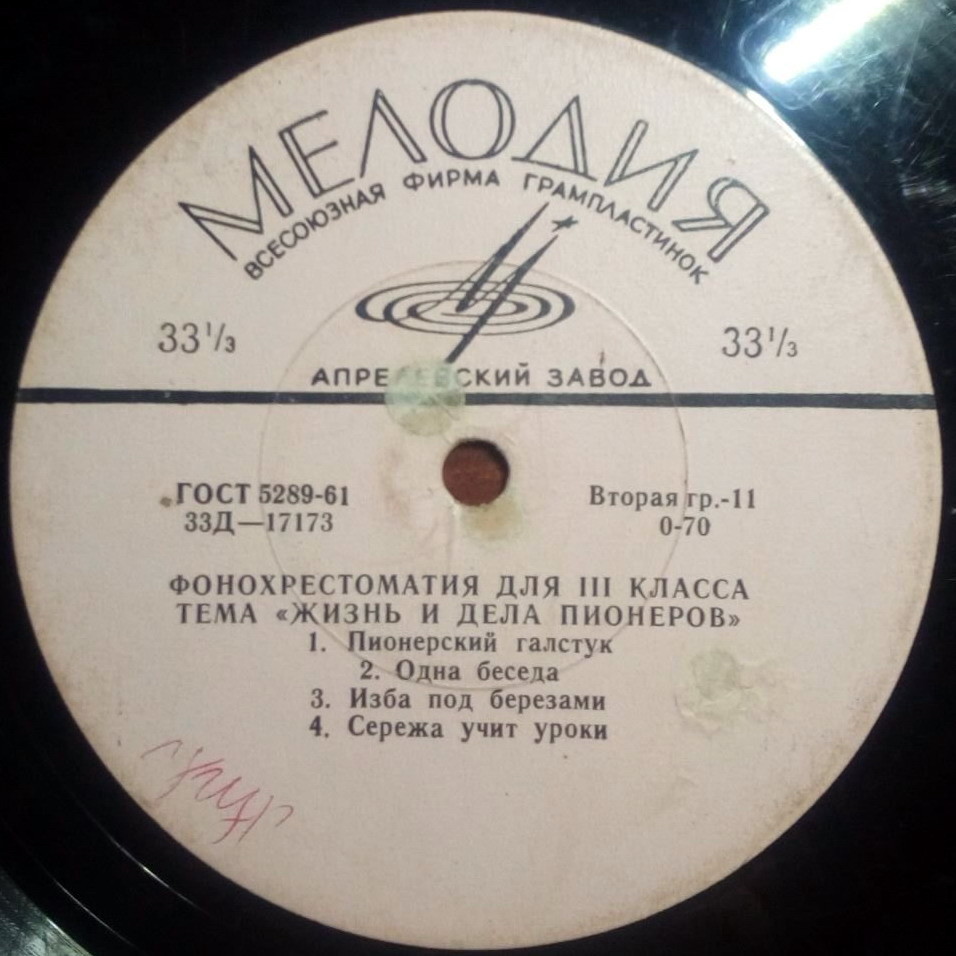 МЕЛОДИЯ
ВСЕСОЮЗНАЯ ФИРМА ГРАМПЛАСТИНОК
33⅓ 33⅓
АПРЕЛЕВСКИЙ ЗАВОД
ГОСТ 5289-61 Вторая гр.-11
33Д—17173 0-70
ФОНОХРЕСТОМАТИЯ ДЛЯ III КЛАССА
ТЕМА «ЖИЗНЬ И ДЕЛА ПИОНЕРОВ»
1. Пионерский галстук
2. Одна беседа
3. Изба под березами
4. Сережа учит уроки